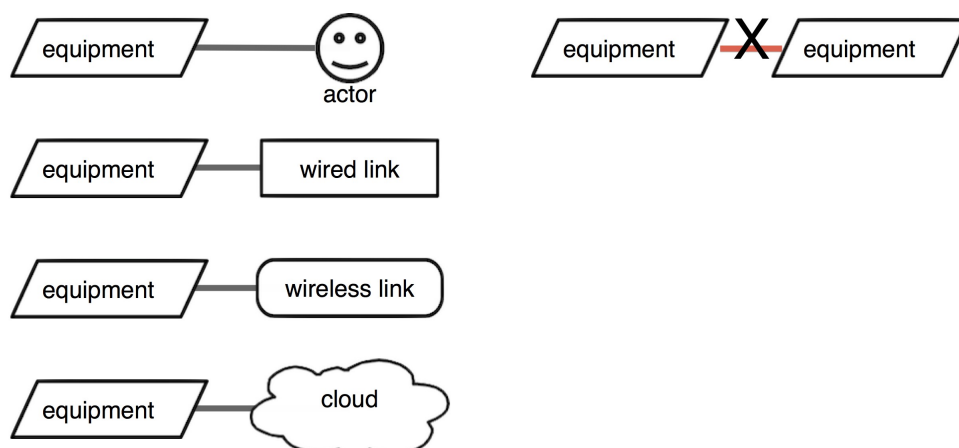 equipment
actor
equipment X equipment
equipment wired link
equipment wireless link
equipment cloud